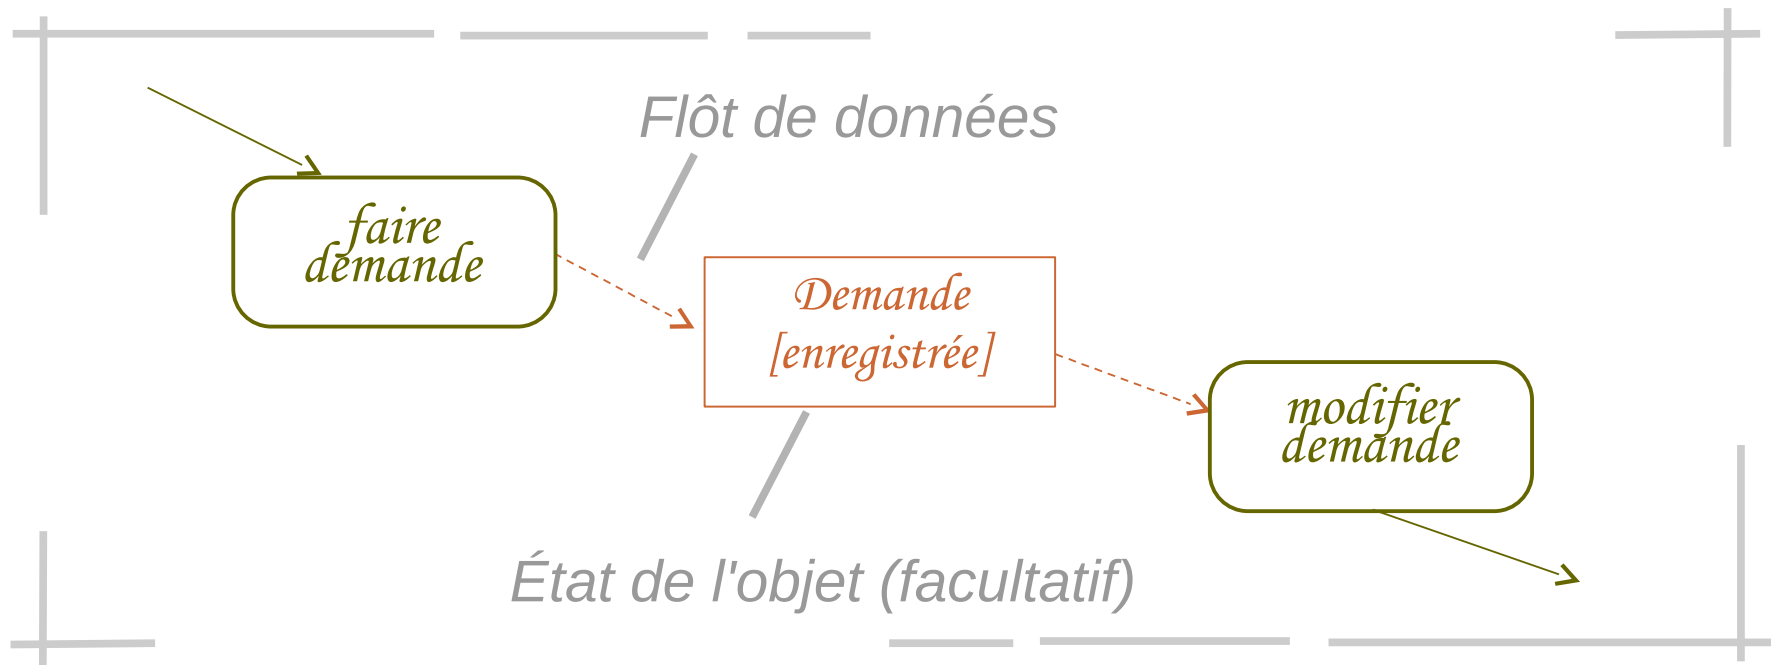 Flôt de données
faire
demande
Demande
[enregistrée]
modifier
demande
État de l'objet (facultatif)